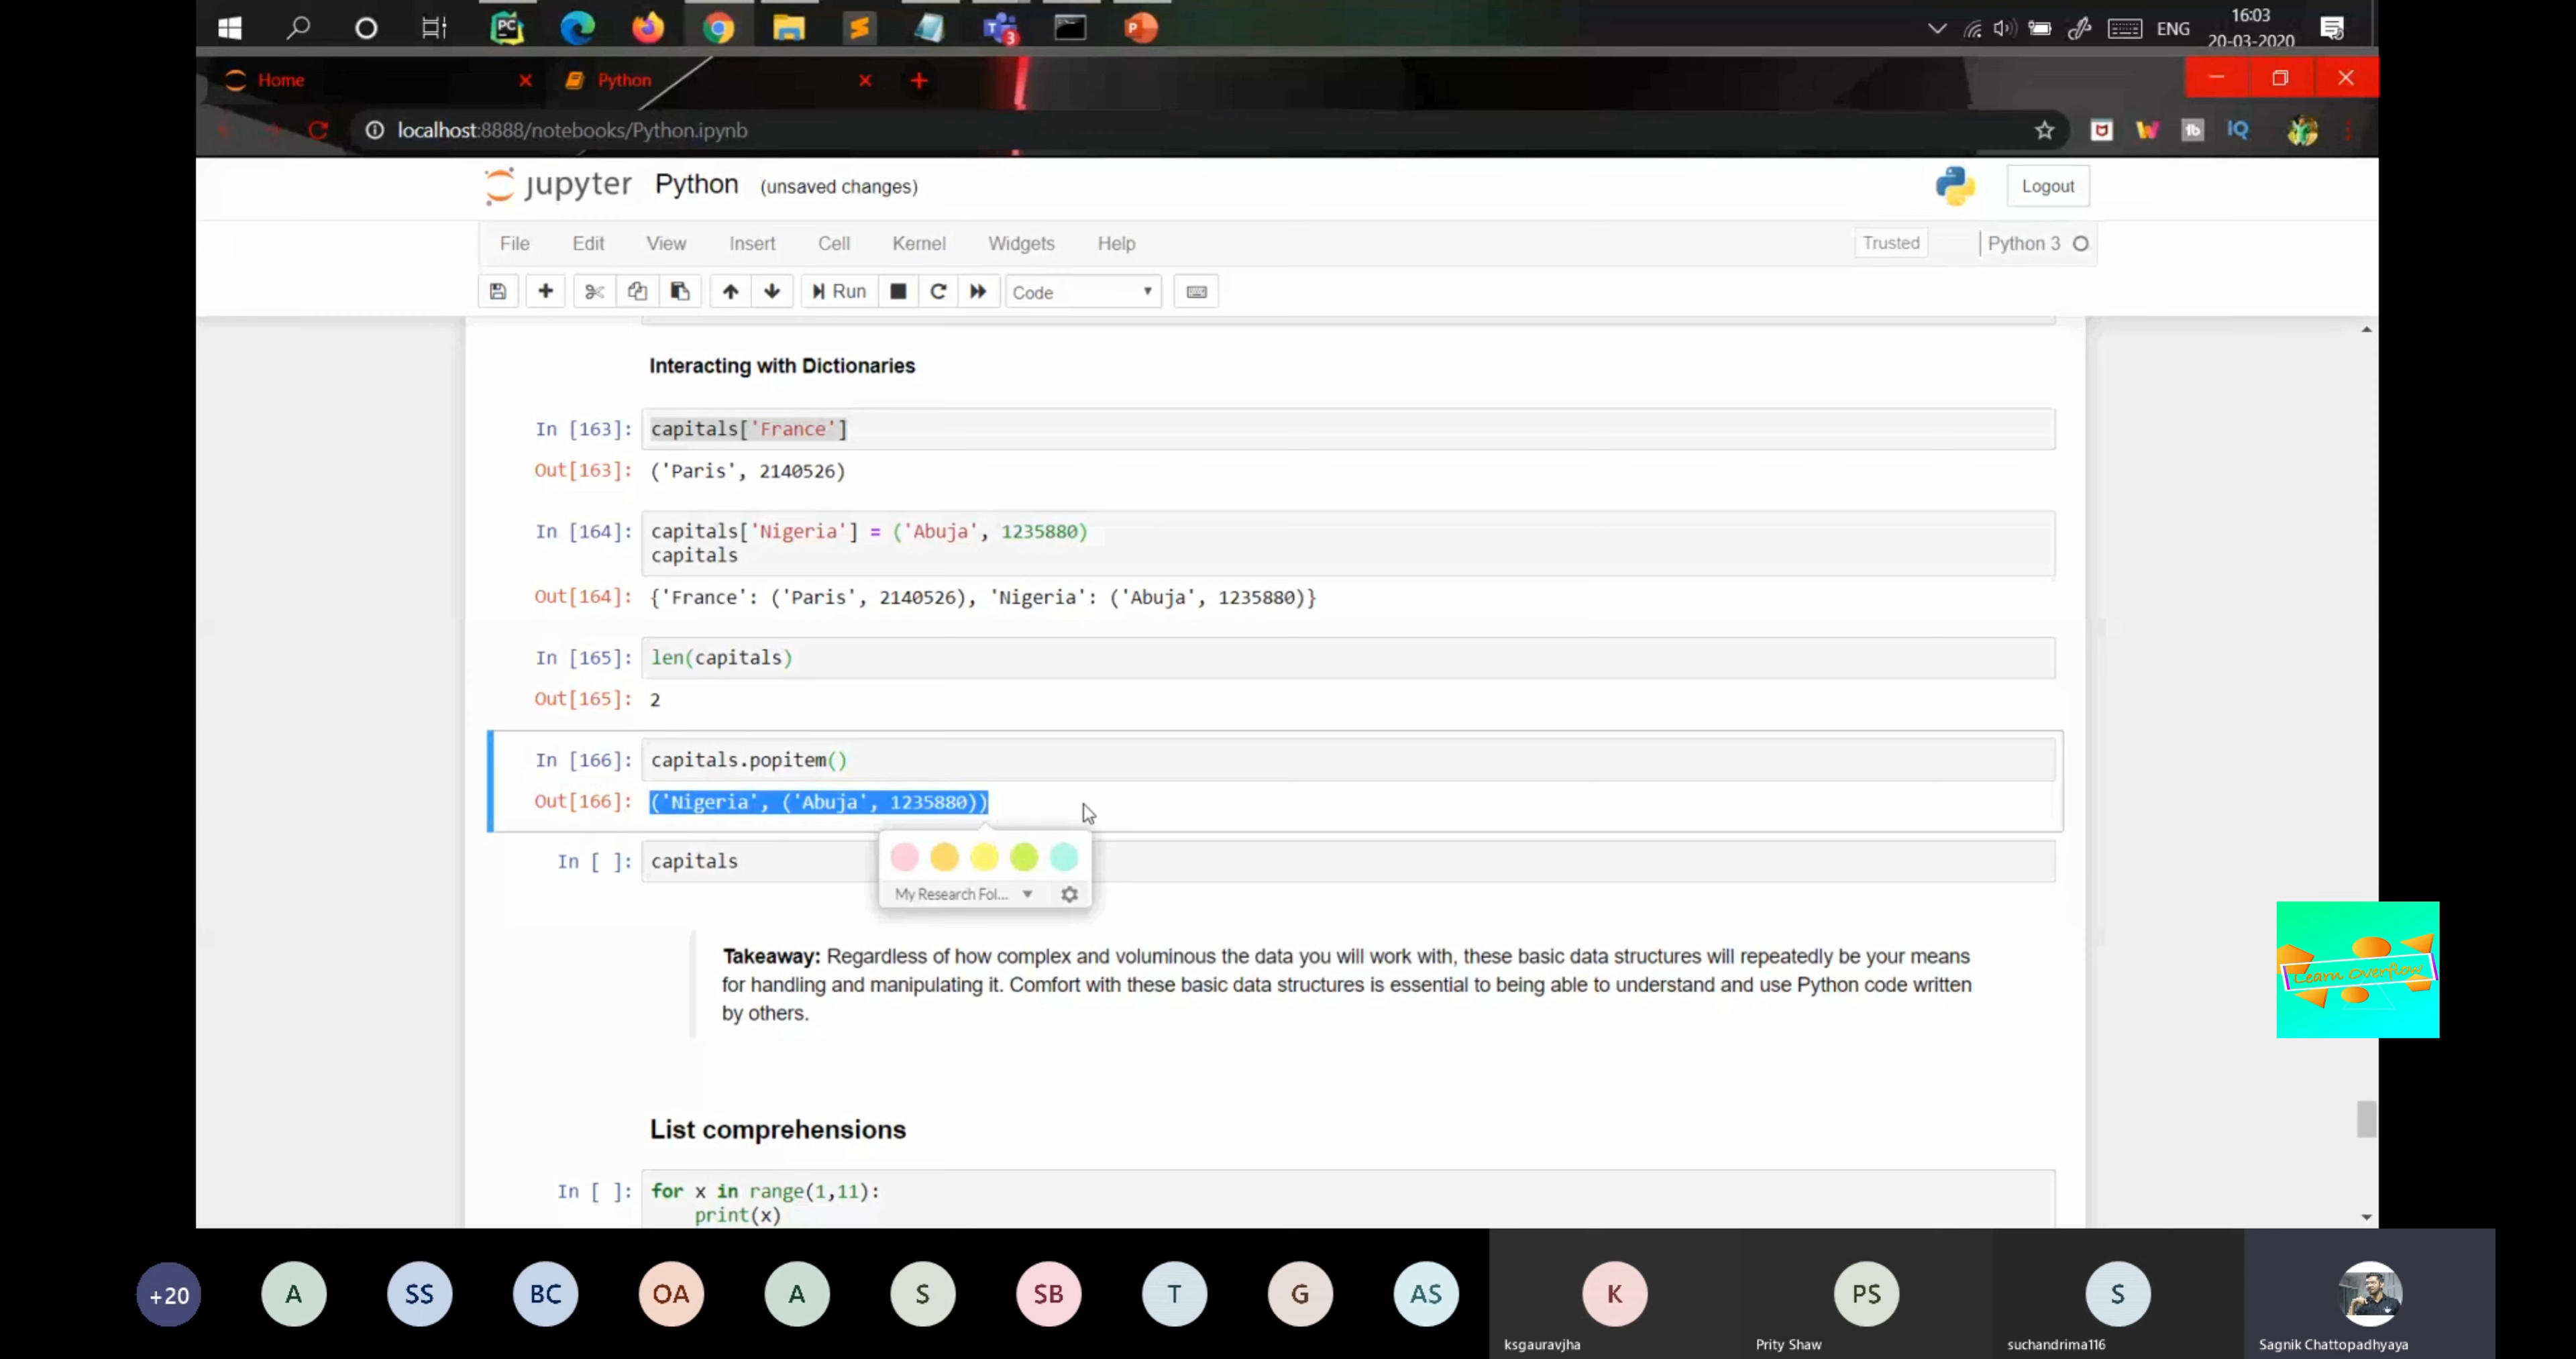 16:03
ENG
20-03-2020
Home
Python
localhost:8888/notebooks/Python.ipynb
jupyter Python (unsaved changes)
Logout
File Edit View Insert Cell Kernel Widgets Help
Trusted
Python 3
Run
Code
Interacting with Dictionaries
In [163]: capitals['France']
Out[163]: ('Paris', 2140526)
In [164]: capitals['Nigeria'] = ('Abuja', 1235880)
capitals
Out[164]: {'France': ('Paris', 2140526), 'Nigeria': ('Abuja', 1235880)}
In [165]: len(capitals)
Out[165]: 2
In [166]: capitals.popitem()
Out[166]: ('Nigeria', ('Abuja', 1235880))
In [ ]: capitals
My Research Fol...
Takeaway: Regardless of how complex and voluminous the data you will work with, these basic data structures will repeatedly be your means
for handling and manipulating it. Comfort with these basic data structures is essential to being able to understand and use Python code written
by others.
Learn Overflow
List comprehensions
In [ ]: for x in range(1,11):
print(x)
+20 A SS BC OA A S SB T G AS K PS S
ksgauravjha
Prity Shaw
suchandrima116
Sagnik Chattopadhyaya